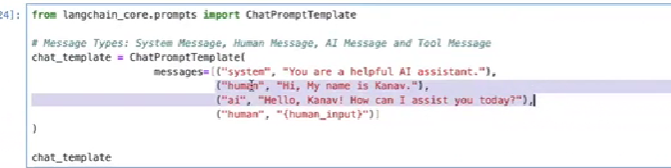 24]:
from langchain_core.prompts import ChatPromptTemplate
# Message Types: System Message, Human Message, AI Message and Tool Message
chat_template = ChatPromptTemplate(
messages=[("system", "You are a helpful AI assistant."),
("human", "Hi, My name is Kanav."),
("ai", "Hello, Kanav! How can I assist you today?"),
("human", "{human_input}")]
)
chat_template